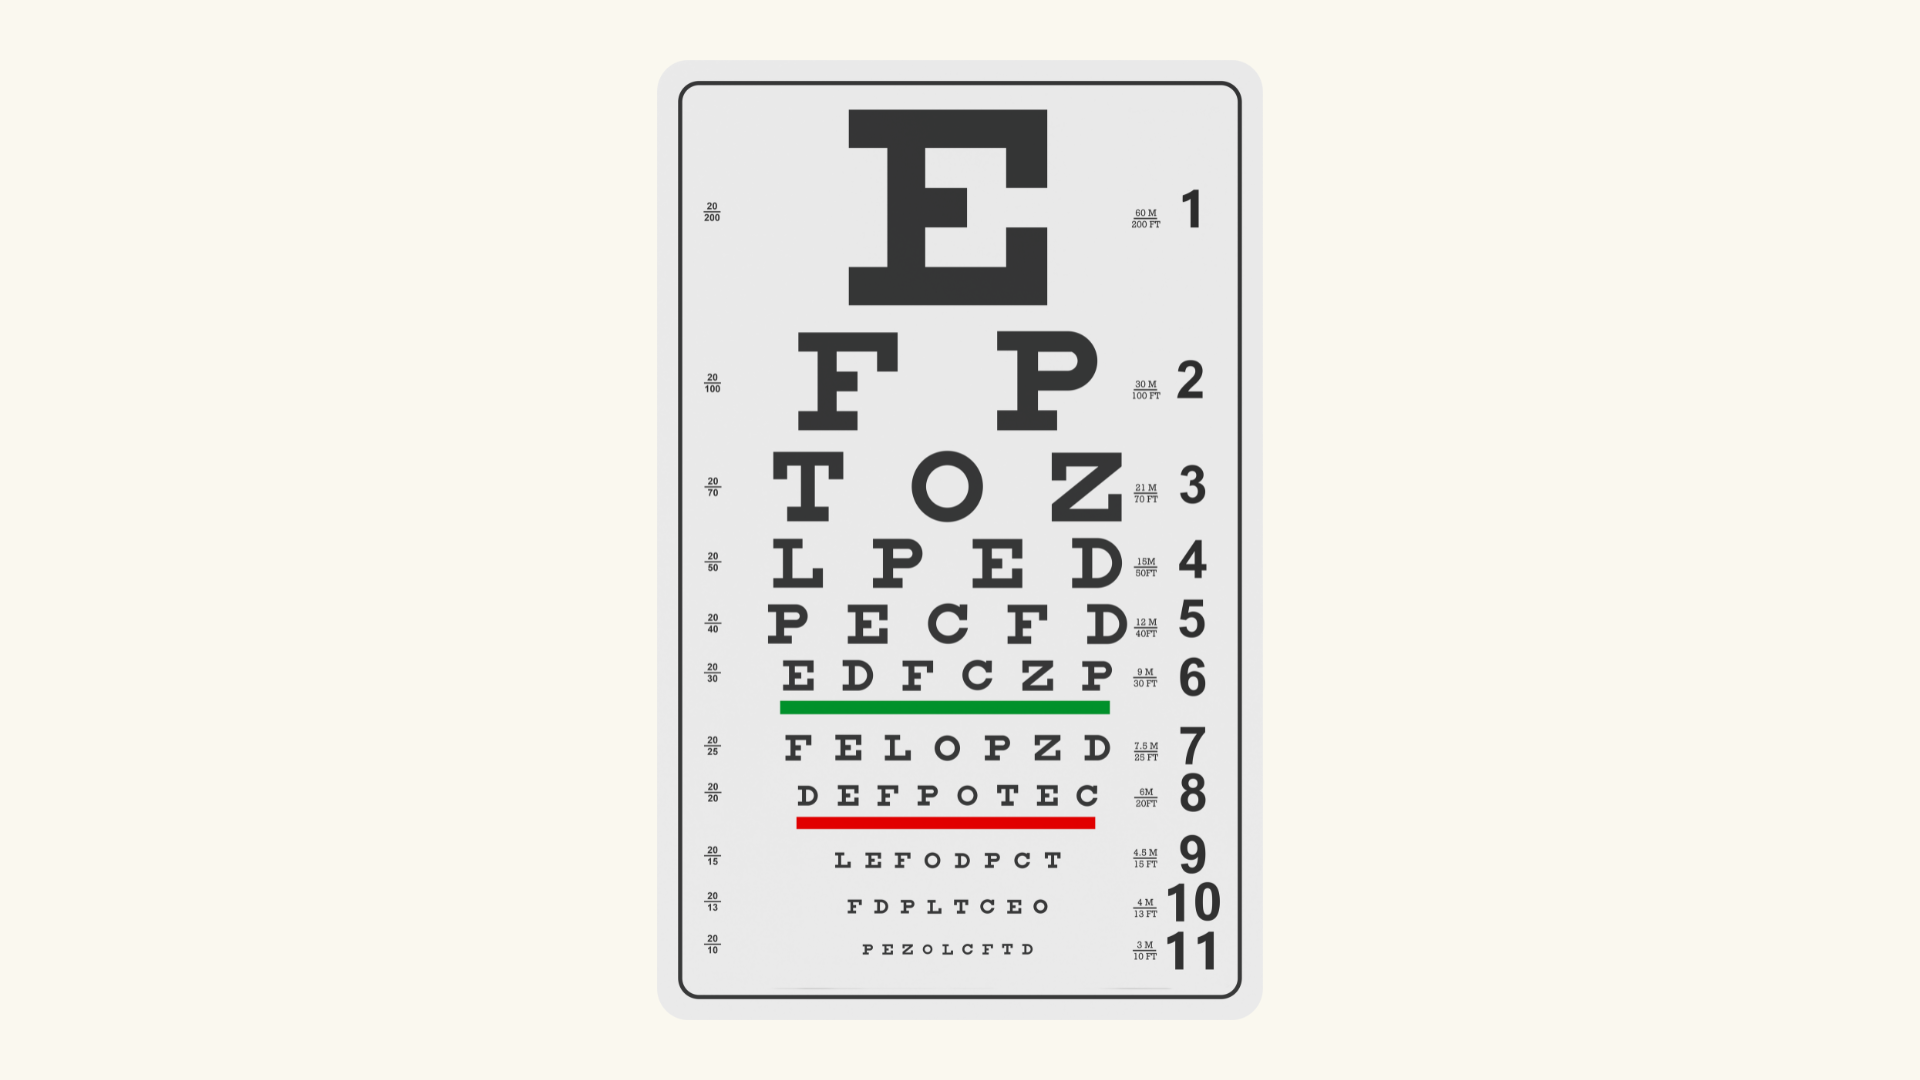 20/200 E 60 M/200 FT 1
20/100 F P 30 M/100 FT 2
20/70 T O Z 21 M/70 FT 3
20/50 L P E D 15M/50FT 4
20/40 P E C F D 12 M/40FT 5
20/30 E D F C Z P 9 M/30 FT 6
20/25 F E L O P Z D 7.5 M/25 FT 7
20/20 D E F P O T E C 6M/20FT 8
20/15 L E F O D P C T 4.5 M/15 FT 9
20/13 F D P L T C E O 4 M/13 FT 10
20/10 P E Z O L C F T D 3 M/10 FT 11